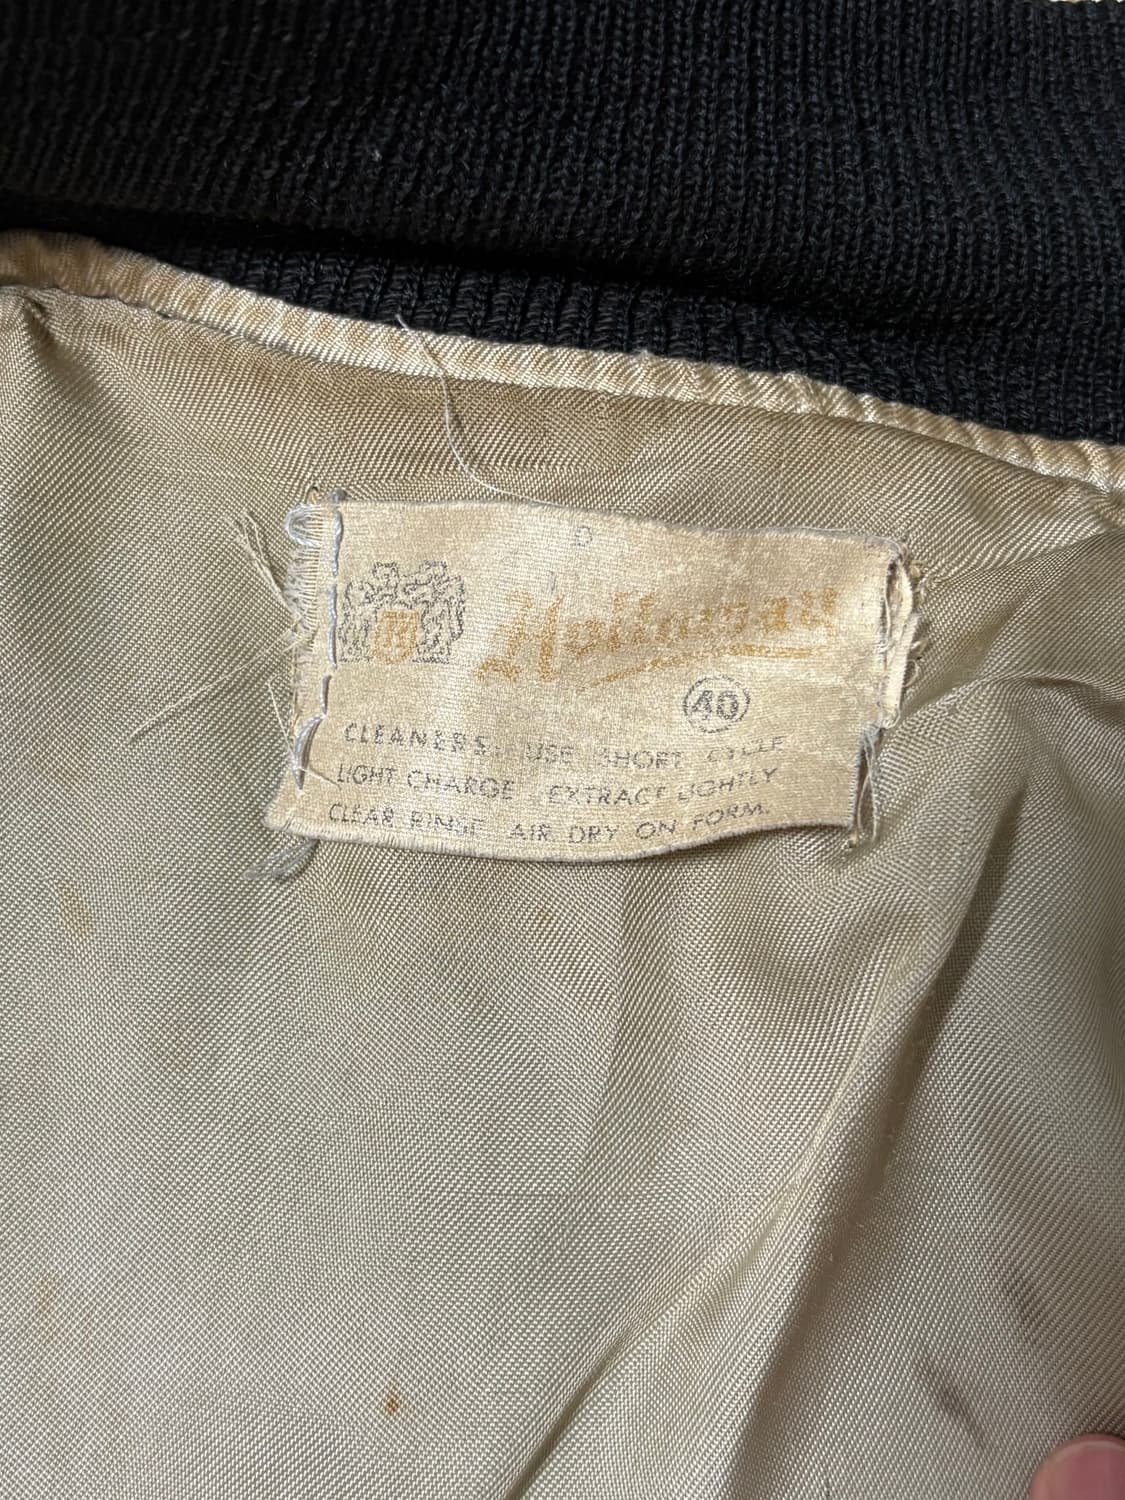 D
H
Holloway
40
CLEANERS: USE SHORT CYCLE
LIGHT CHARGE EXTRACT LIGHTLY
CLEAR RINSE AIR DRY ON FORM.